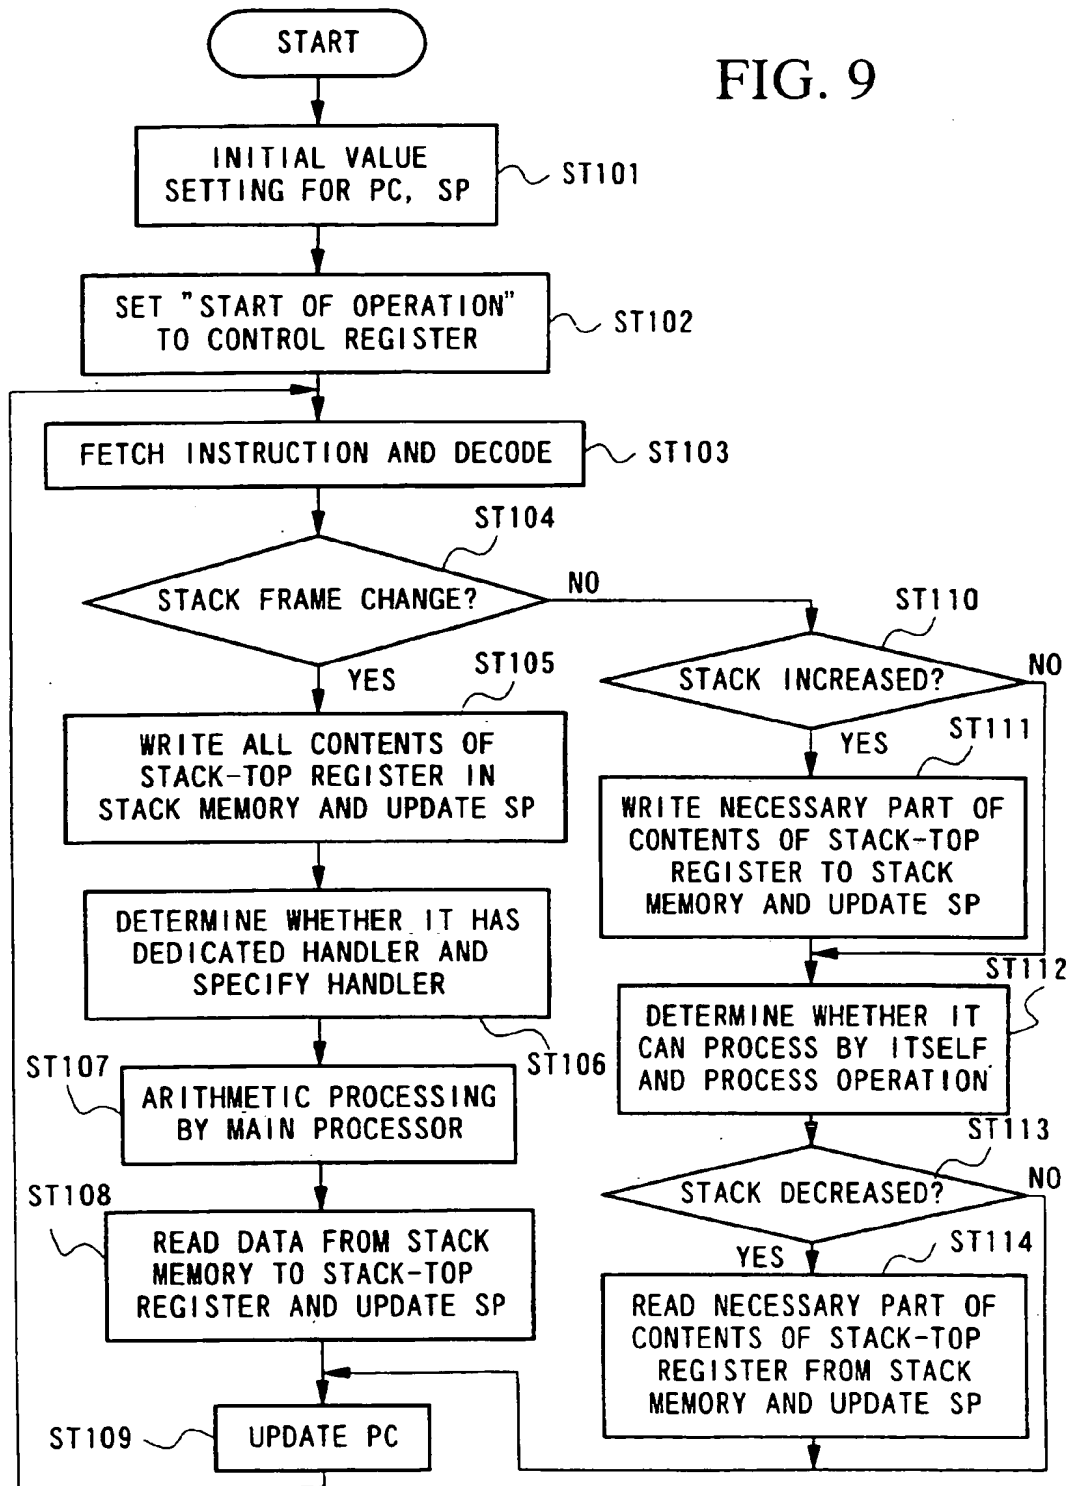 FIG. 9
START
INITIAL VALUE
SETTING FOR PC, SP
ST101
SET "START OF OPERATION"
TO CONTROL REGISTER
ST102
FETCH INSTRUCTION AND DECODE
ST103
ST104
STACK FRAME CHANGE?
NO
YES
ST105
WRITE ALL CONTENTS OF
STACK-TOP REGISTER IN
STACK MEMORY AND UPDATE SP
DETERMINE WHETHER IT HAS
DEDICATED HANDLER AND
SPECIFY HANDLER
ST106
ST107
ARITHMETIC PROCESSING
BY MAIN PROCESSOR
ST108
READ DATA FROM STACK
MEMORY TO STACK-TOP
REGISTER AND UPDATE SP
ST109
UPDATE PC
ST110
STACK INCREASED?
NO
YES
ST111
WRITE NECESSARY PART OF
CONTENTS OF STACK-TOP
REGISTER TO STACK
MEMORY AND UPDATE SP
ST112
DETERMINE WHETHER IT
CAN PROCESS BY ITSELF
AND PROCESS OPERATION
ST113
STACK DECREASED?
NO
YES
ST114
READ NECESSARY PART OF
CONTENTS OF STACK-TOP
REGISTER FROM STACK
MEMORY AND UPDATE SP